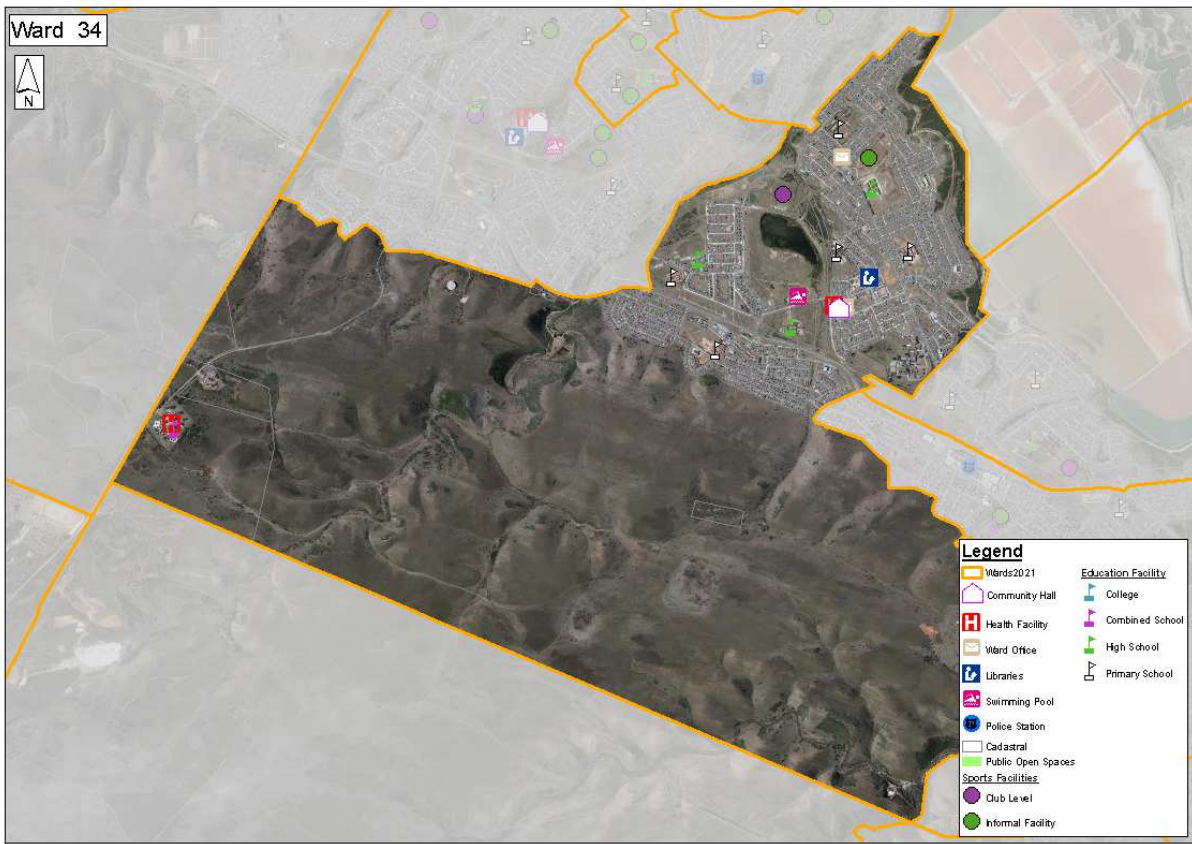 Ward 34
N
Legend
Wards2021
Community Hall
Health Facility
Ward Office
Libraries
Swimming Pool
Police Station
Cadastral
Public Open Spaces
Sports Facilities
Club Level
Informal Facility
Education Facility
College
Combined School
High School
Primary School